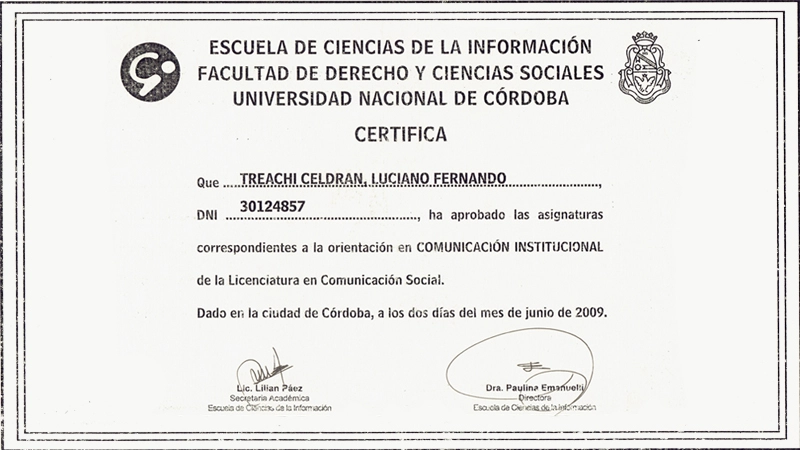 ESCUELA DE CIENCIAS DE LA INFORMACIÓN
FACULTAD DE DERECHO Y CIENCIAS SOCIALES
UNIVERSIDAD NACIONAL DE CÓRDOBA
CERTIFICA
Que ....TREACHI CELDRAN, LUCIANO FERNANDO....,
DNI ....30124857...., ha aprobado las asignaturas
correspondientes a la orientación en COMUNICACIÓN INSTITUCIONAL
de la Licenciatura en Comunicación Social.
Dado en la ciudad de Córdoba, a los dos días del mes de junio de 2009.
Lic. Lilian Páez
Secretaria Académica
Escuela de Ciencias de la Información
Dra. Paulina Emanuelli
Directora
Escuela de Ciencias de la Información